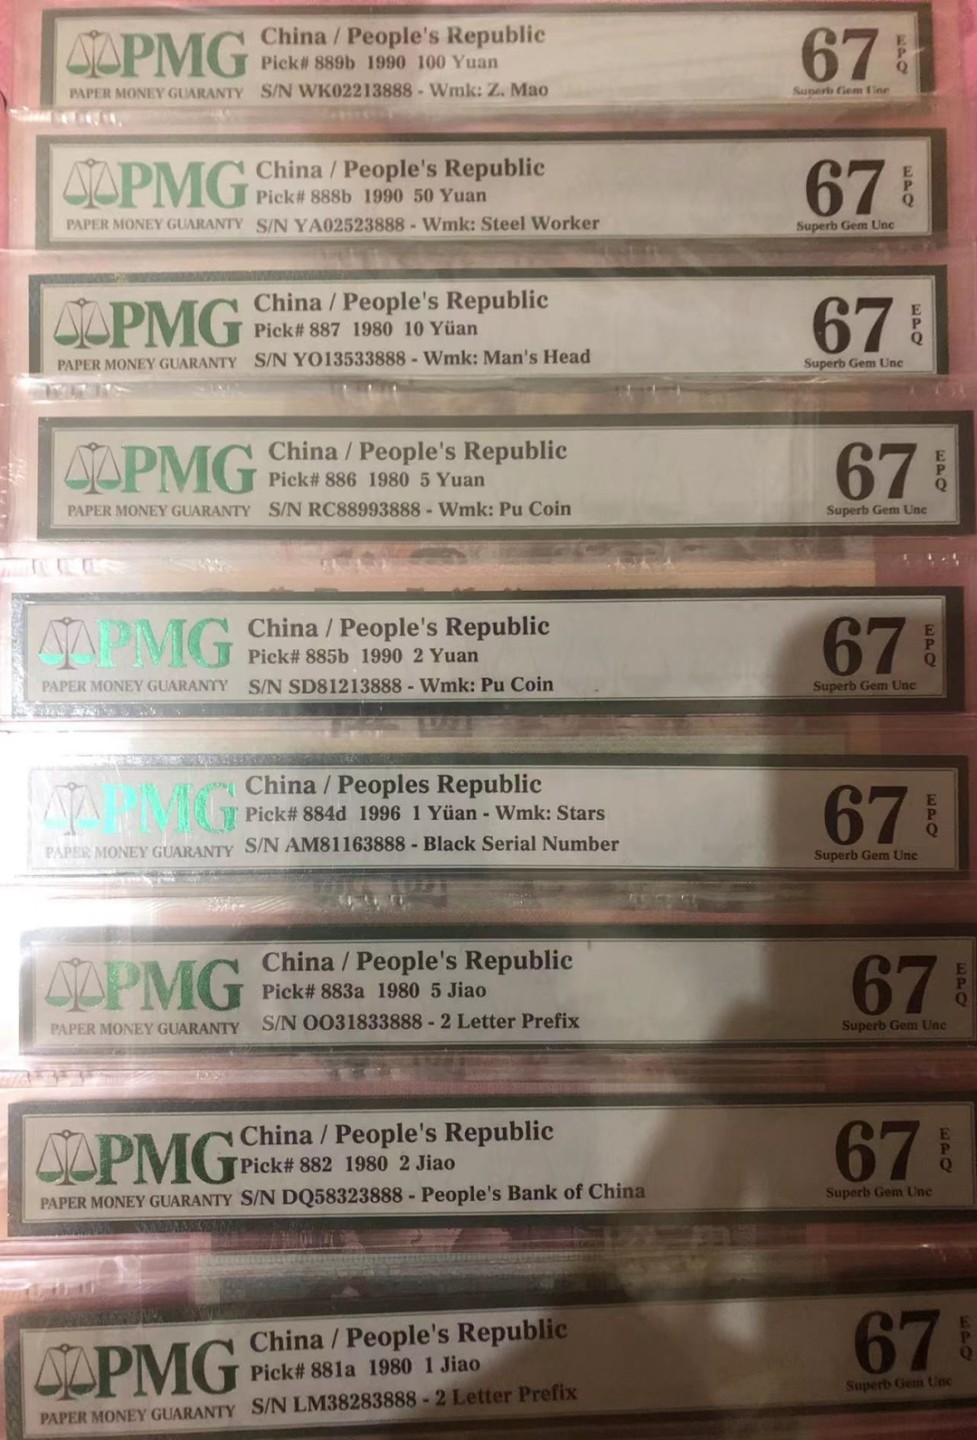 PMG
PAPER MONEY GUARANTY
China / People's Republic
Pick# 889b 1990 100 Yuan
S/N WK02213888 - Wmk: Z. Mao
67 EPQ
Superb Gem Unc
PMG
PAPER MONEY GUARANTY
China / People's Republic
Pick# 888b 1990 50 Yuan
S/N YA02523888 - Wmk: Steel Worker
67 EPQ
Superb Gem Unc
PMG
PAPER MONEY GUARANTY
China / People's Republic
Pick# 887 1980 10 Yüan
S/N YO13533888 - Wmk: Man's Head
67 EPQ
Superb Gem Unc
PMG
PAPER MONEY GUARANTY
China / People's Republic
Pick# 886 1980 5 Yuan
S/N RC88993888 - Wmk: Pu Coin
67 EPQ
Superb Gem Unc
PMG
PAPER MONEY GUARANTY
China / People's Republic
Pick# 885b 1990 2 Yuan
S/N SD81213888 - Wmk: Pu Coin
67 EPQ
Superb Gem Unc
PMG
PAPER MONEY GUARANTY
China / Peoples Republic
Pick# 884d 1996 1 Yüan - Wmk: Stars
S/N AM81163888 - Black Serial Number
67 EPQ
Superb Gem Unc
PMG
PAPER MONEY GUARANTY
China / People's Republic
Pick# 883a 1980 5 Jiao
S/N OO31833888 - 2 Letter Prefix
67 EPQ
Superb Gem Unc
PMG
PAPER MONEY GUARANTY
China / People's Republic
Pick# 882 1980 2 Jiao
S/N DQ58323888 - People's Bank of China
67 EPQ
Superb Gem Unc
PMG
PAPER MONEY GUARANTY
China / People's Republic
Pick# 881a 1980 1 Jiao
S/N LM38283888 - 2 Letter Prefix
67 EPQ
Superb Gem Unc